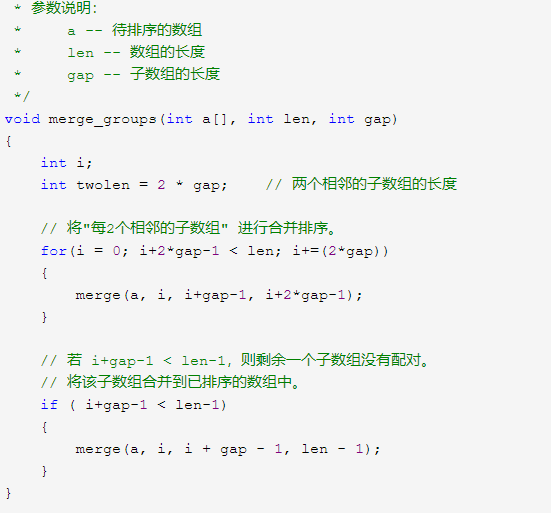 * 参数说明:
*     a -- 待排序的数组
*     len -- 数组的长度
*     gap -- 子数组的长度
*/
void merge_groups(int a[], int len, int gap)
{
    int i;
    int twolen = 2 * gap;    // 两个相邻的子数组的长度
    // 将"每2个相邻的子数组" 进行合并排序。
    for(i = 0; i+2*gap-1 < len; i+=(2*gap))
    {
        merge(a, i, i+gap-1, i+2*gap-1);
    }
    // 若 i+gap-1 < len-1，则剩余一个子数组没有配对。
    // 将该子数组合并到已排序的数组中。
    if ( i+gap-1 < len-1)
    {
        merge(a, i, i + gap - 1, len - 1);
    }
}